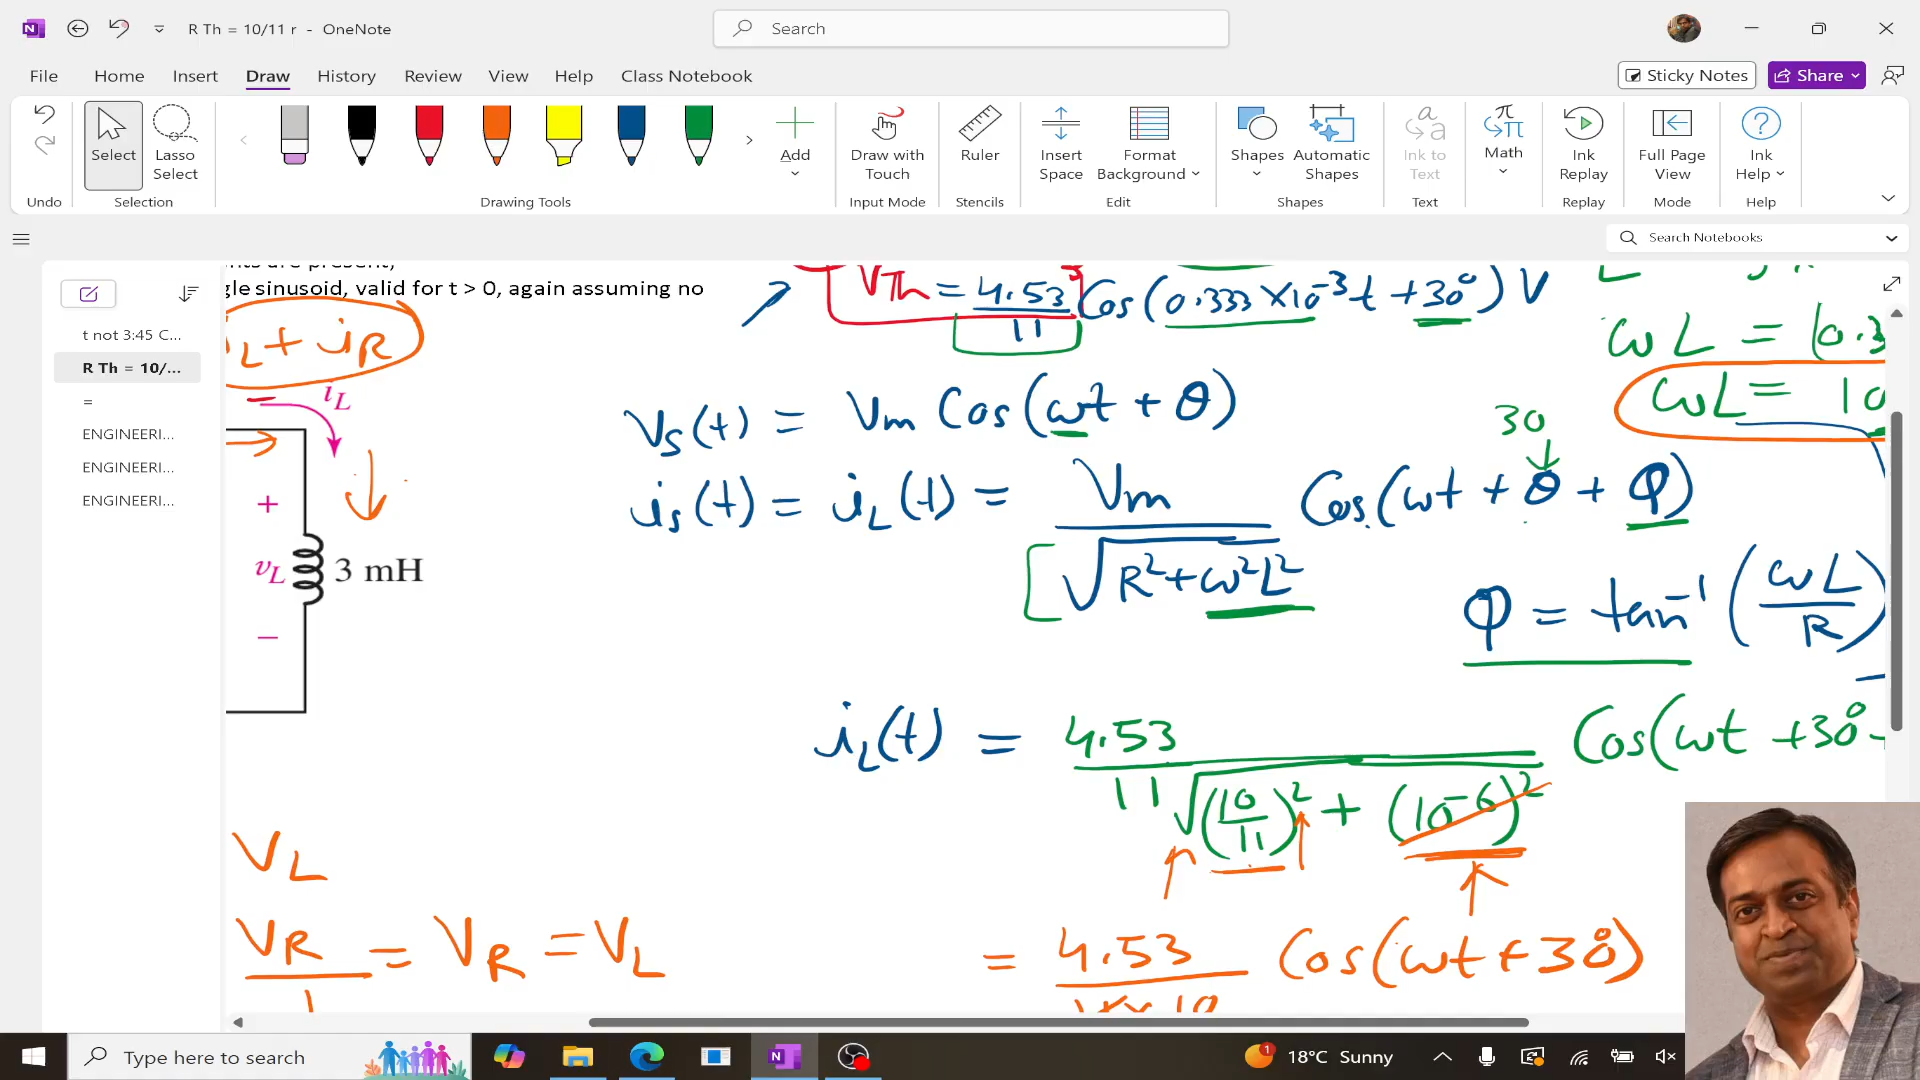 R Th = 10/11 r - OneNote
Search
File Home Insert Draw History Review View Help Class Notebook
Sticky Notes
Share
Select
Lasso Select
Add
Draw with Touch
Ruler
Insert Space
Format Background
Shapes
Automatic Shapes
Ink to Text
Math
Ink Replay
Full Page View
Ink Help
Undo Selection Drawing Tools Input Mode Stencils Edit Shapes Text Replay Mode Help
Search Notebooks
t not 3:45 C...
R Th = 10/...
=
ENGINEERI...
ENGINEERI...
ENGINEERI...
nts are present,
gle sinusoid, valid for t > 0, again assuming no
L + iR
iL
+
vL 3 mH
−
VTh = 4.53/11 Cos(0.333×10⁻³t + 30°) V
ωL = (0.3
ωL = 10
Vs(t) = Vm Cos(ωt + θ)
30
is(t) = iL(t) = Vm/√(R²+ω²L²) Cos(ωt + θ + φ)
φ = tan⁻¹(ωL/R)
iL(t) = 4.53/11√((10/11)² + (10⁻⁶)²) Cos(ωt + 30° -
VL
VR/1 = VR = VL
= 4.53 Cos(ωt + 30°)
Type here to search
1
18°C Sunny